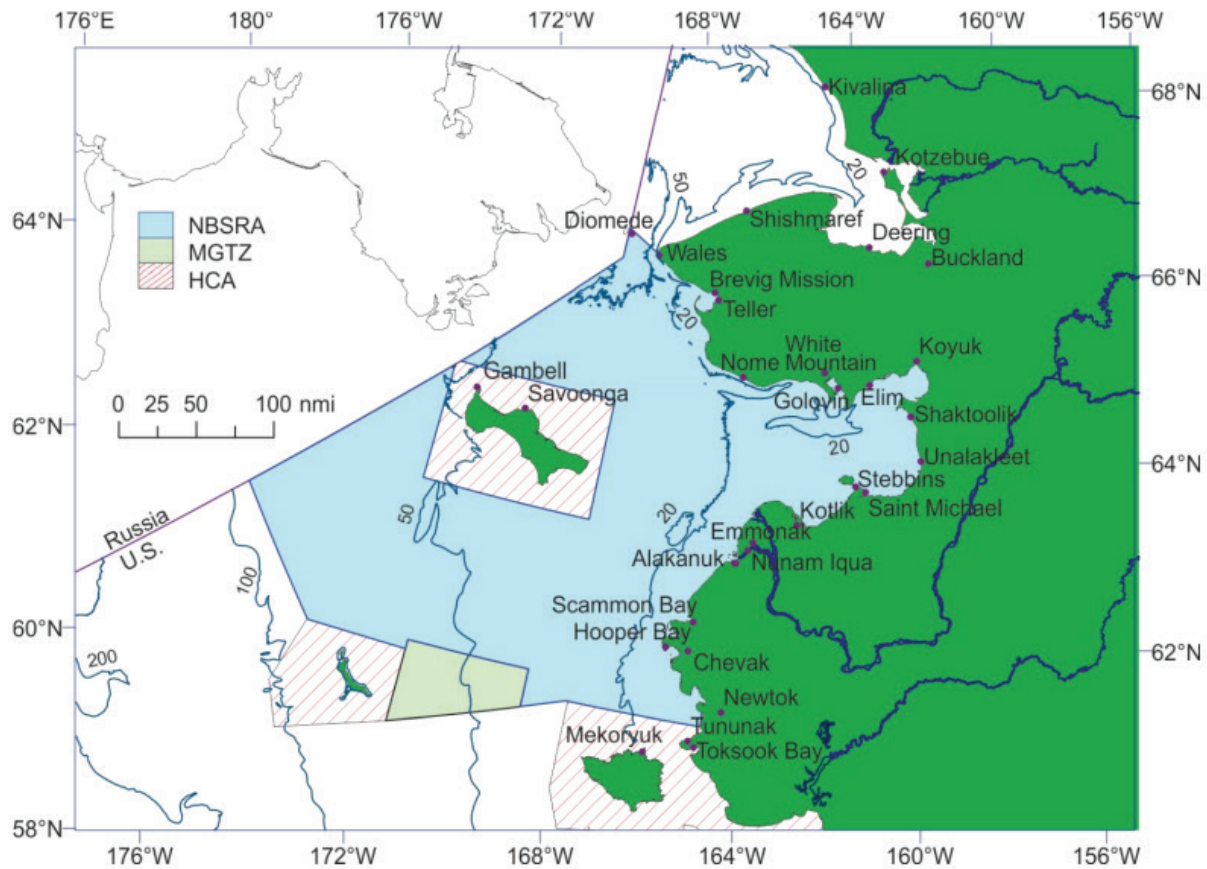 176°E 180° 176°W 172°W 168°W 164°W 160°W 156°W
Kivalina
68°N
20
Kotzebue
50
64°N
Diomede
Shishmaref
NBSRA
Deering
MGTZ
Wales
Buckland
HCA
Brevig Mission
66°N
Teller
20
White
Koyuk
Nome Mountain
Gambell
Savoonga
Golovin
Elim
0 25 50 100 nmi
Shaktoolik
62°N
20
Unalakleet
64°N
Stebbins
50
20
Kotlik
Saint Michael
Russia
Emmonak
U.S.
Alakanuk
Nunam Iqua
100
Scammon Bay
60°N
Hooper Bay
200
Chevak
62°N
Newtok
Tununak
Mekoryuk
Toksook Bay
58°N
176°W 172°W 168°W 164°W 160°W 156°W